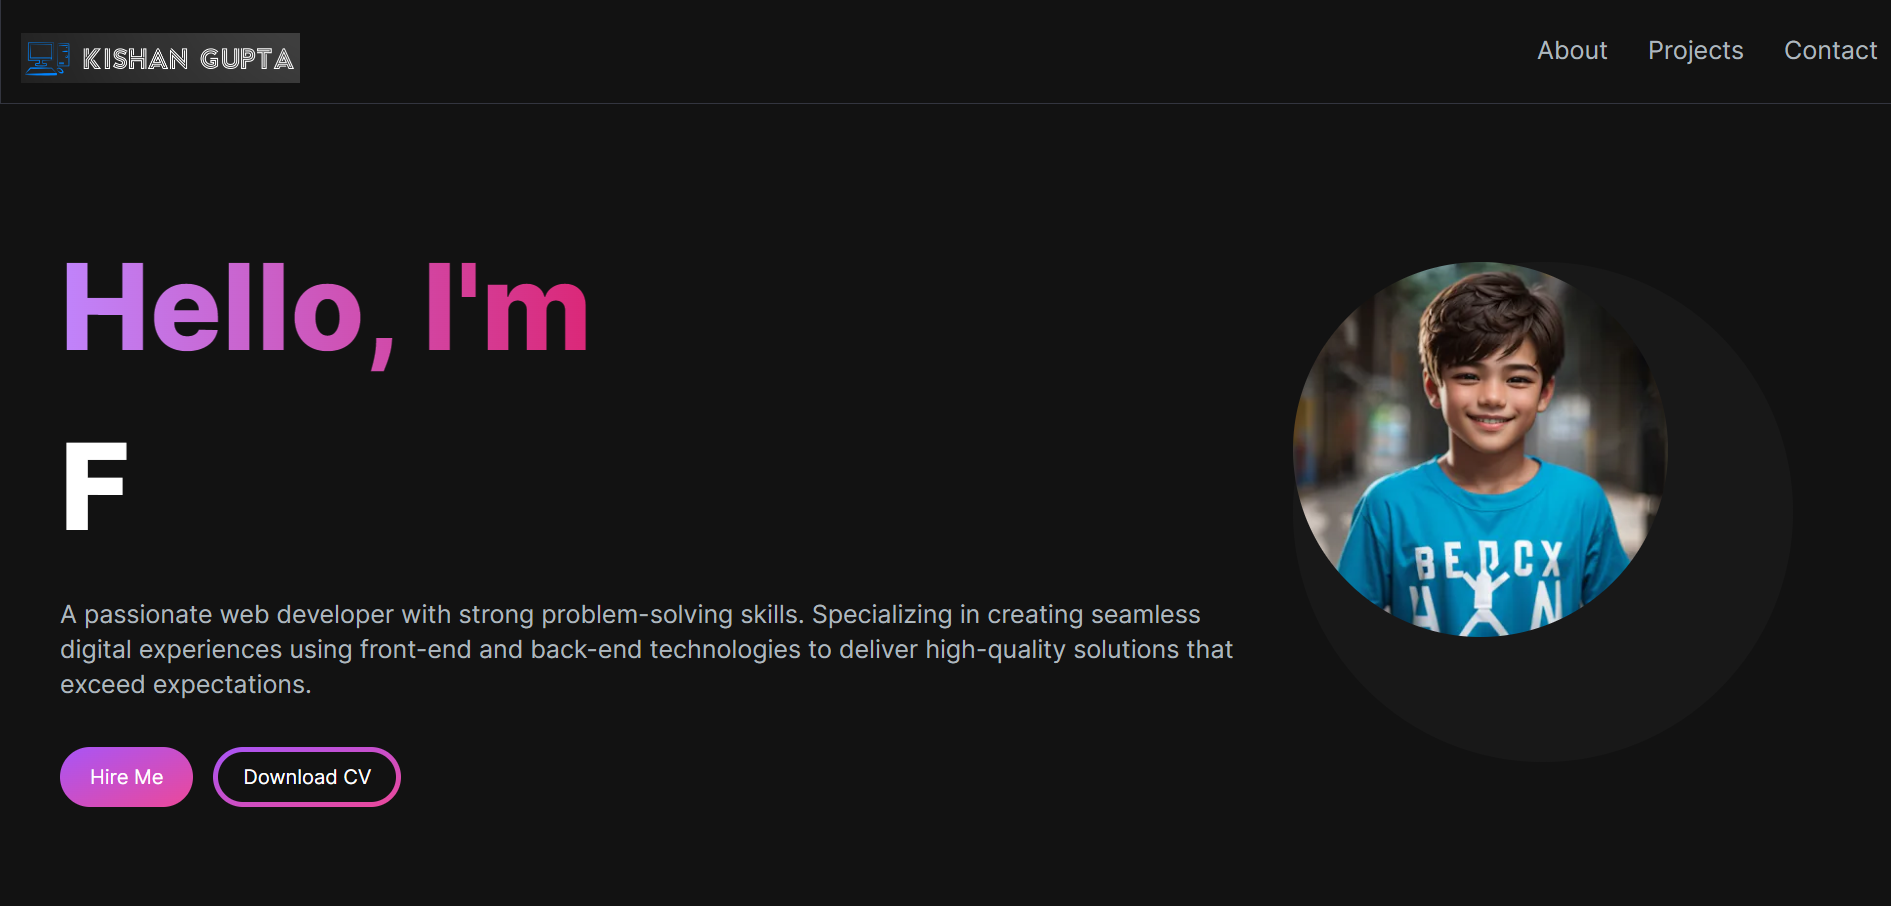 KISHAN GUPTA
About
Projects
Contact
Hello, I'm
F
A passionate web developer with strong problem-solving skills. Specializing in creating seamless
digital experiences using front-end and back-end technologies to deliver high-quality solutions that
exceed expectations.
Hire Me
Download CV